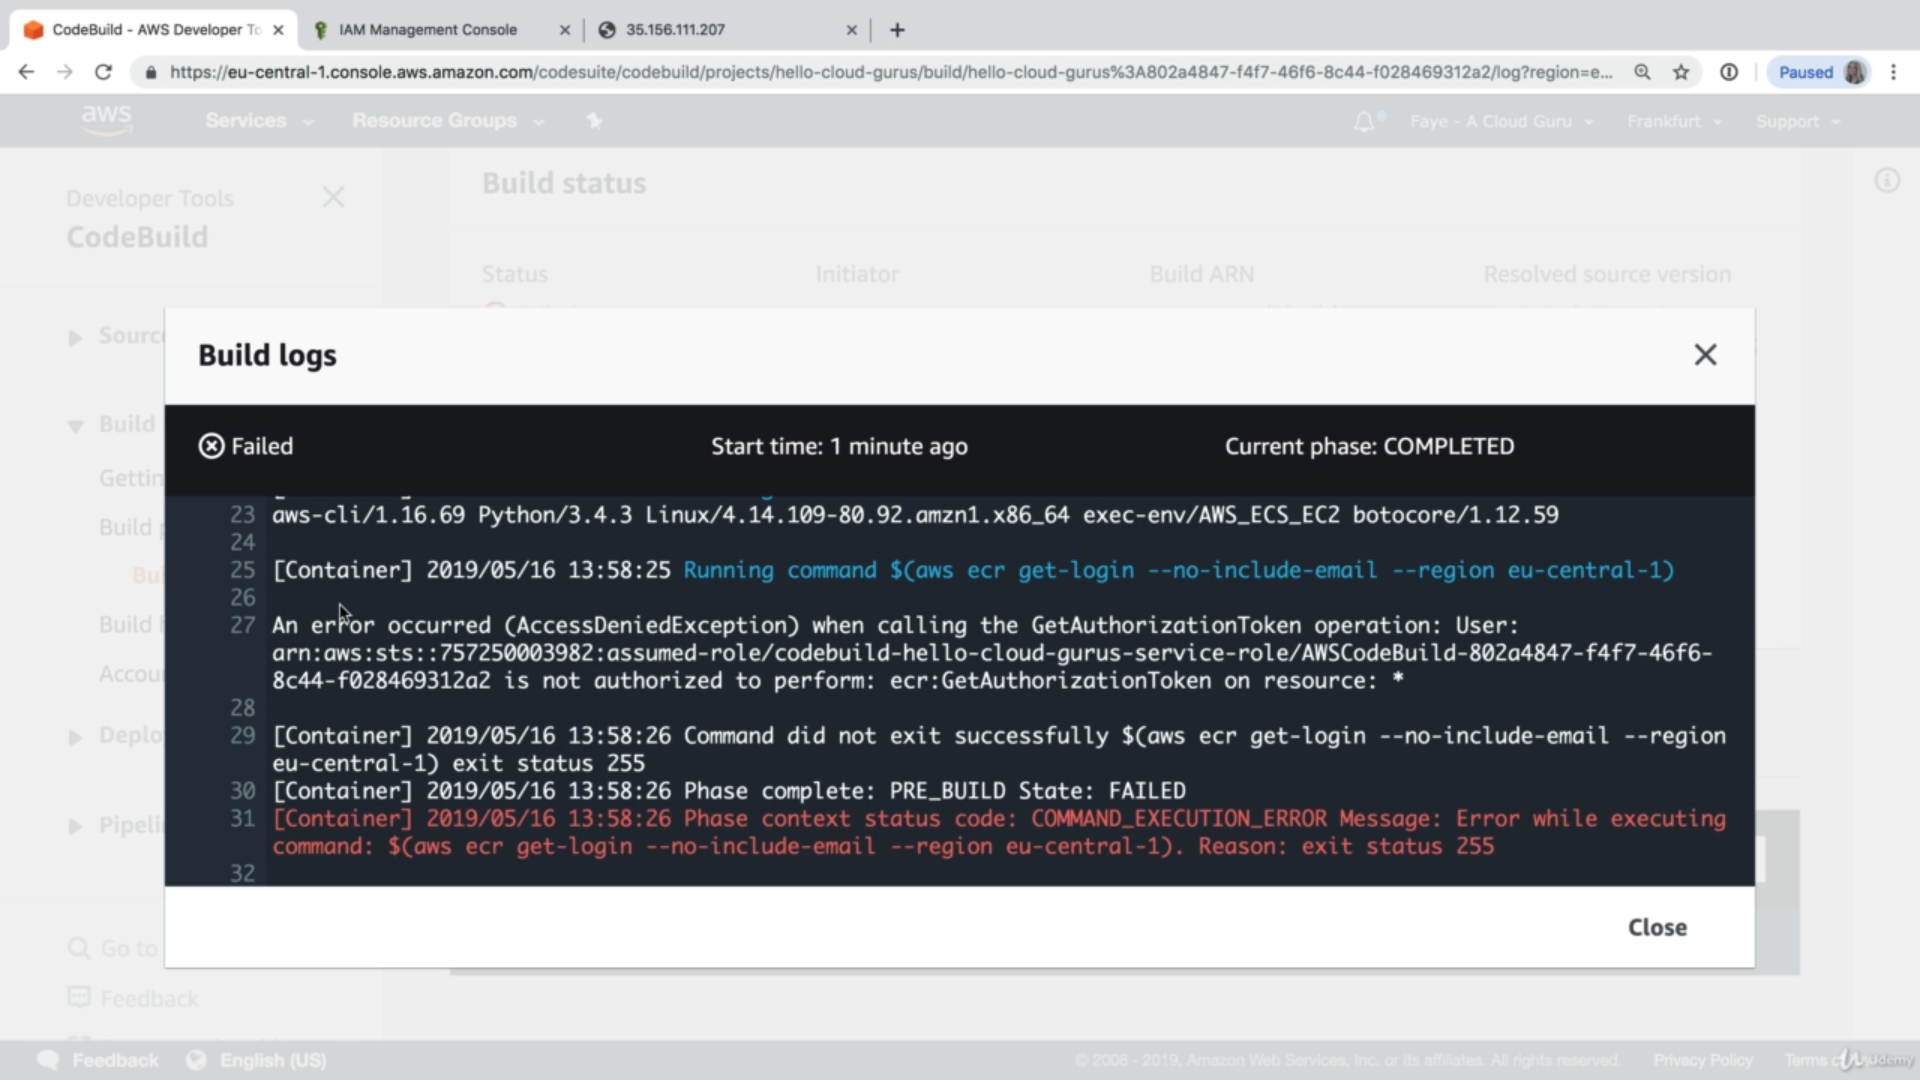 CodeBuild - AWS Developer To
IAM Management Console
35.156.111.207
https://eu-central-1.console.aws.amazon.com/codesuite/codebuild/projects/hello-cloud-gurus/build/hello-cloud-gurus%3A802a4847-f4f7-46f6-8c44-f028469312a2/log?region=e...
Paused
aws
Services
Resource Groups
Faye - A Cloud Guru
Frankfurt
Support
Developer Tools
CodeBuild
Build status
Status
Initiator
Build ARN
Resolved source version
Sourc
Build
Gettin
Build p
Bui
Build h
Accou
Deplo
Pipeli
Go to
Feedback
Build logs
Failed
Start time: 1 minute ago
Current phase: COMPLETED
23 aws-cli/1.16.69 Python/3.4.3 Linux/4.14.109-80.92.amzn1.x86_64 exec-env/AWS_ECS_EC2 botocore/1.12.59
24
25 [Container] 2019/05/16 13:58:25 Running command $(aws ecr get-login --no-include-email --region eu-central-1)
26
27 An error occurred (AccessDeniedException) when calling the GetAuthorizationToken operation: User:
arn:aws:sts::757250003982:assumed-role/codebuild-hello-cloud-gurus-service-role/AWSCodeBuild-802a4847-f4f7-46f6-
8c44-f028469312a2 is not authorized to perform: ecr:GetAuthorizationToken on resource: *
28
29 [Container] 2019/05/16 13:58:26 Command did not exit successfully $(aws ecr get-login --no-include-email --region
eu-central-1) exit status 255
30 [Container] 2019/05/16 13:58:26 Phase complete: PRE_BUILD State: FAILED
31 [Container] 2019/05/16 13:58:26 Phase context status code: COMMAND_EXECUTION_ERROR Message: Error while executing
command: $(aws ecr get-login --no-include-email --region eu-central-1). Reason: exit status 255
32
Close
Feedback
English (US)
© 2008 - 2019, Amazon Web Services, Inc. or its affiliates. All rights reserved.
Privacy Policy
Terms
Udemy